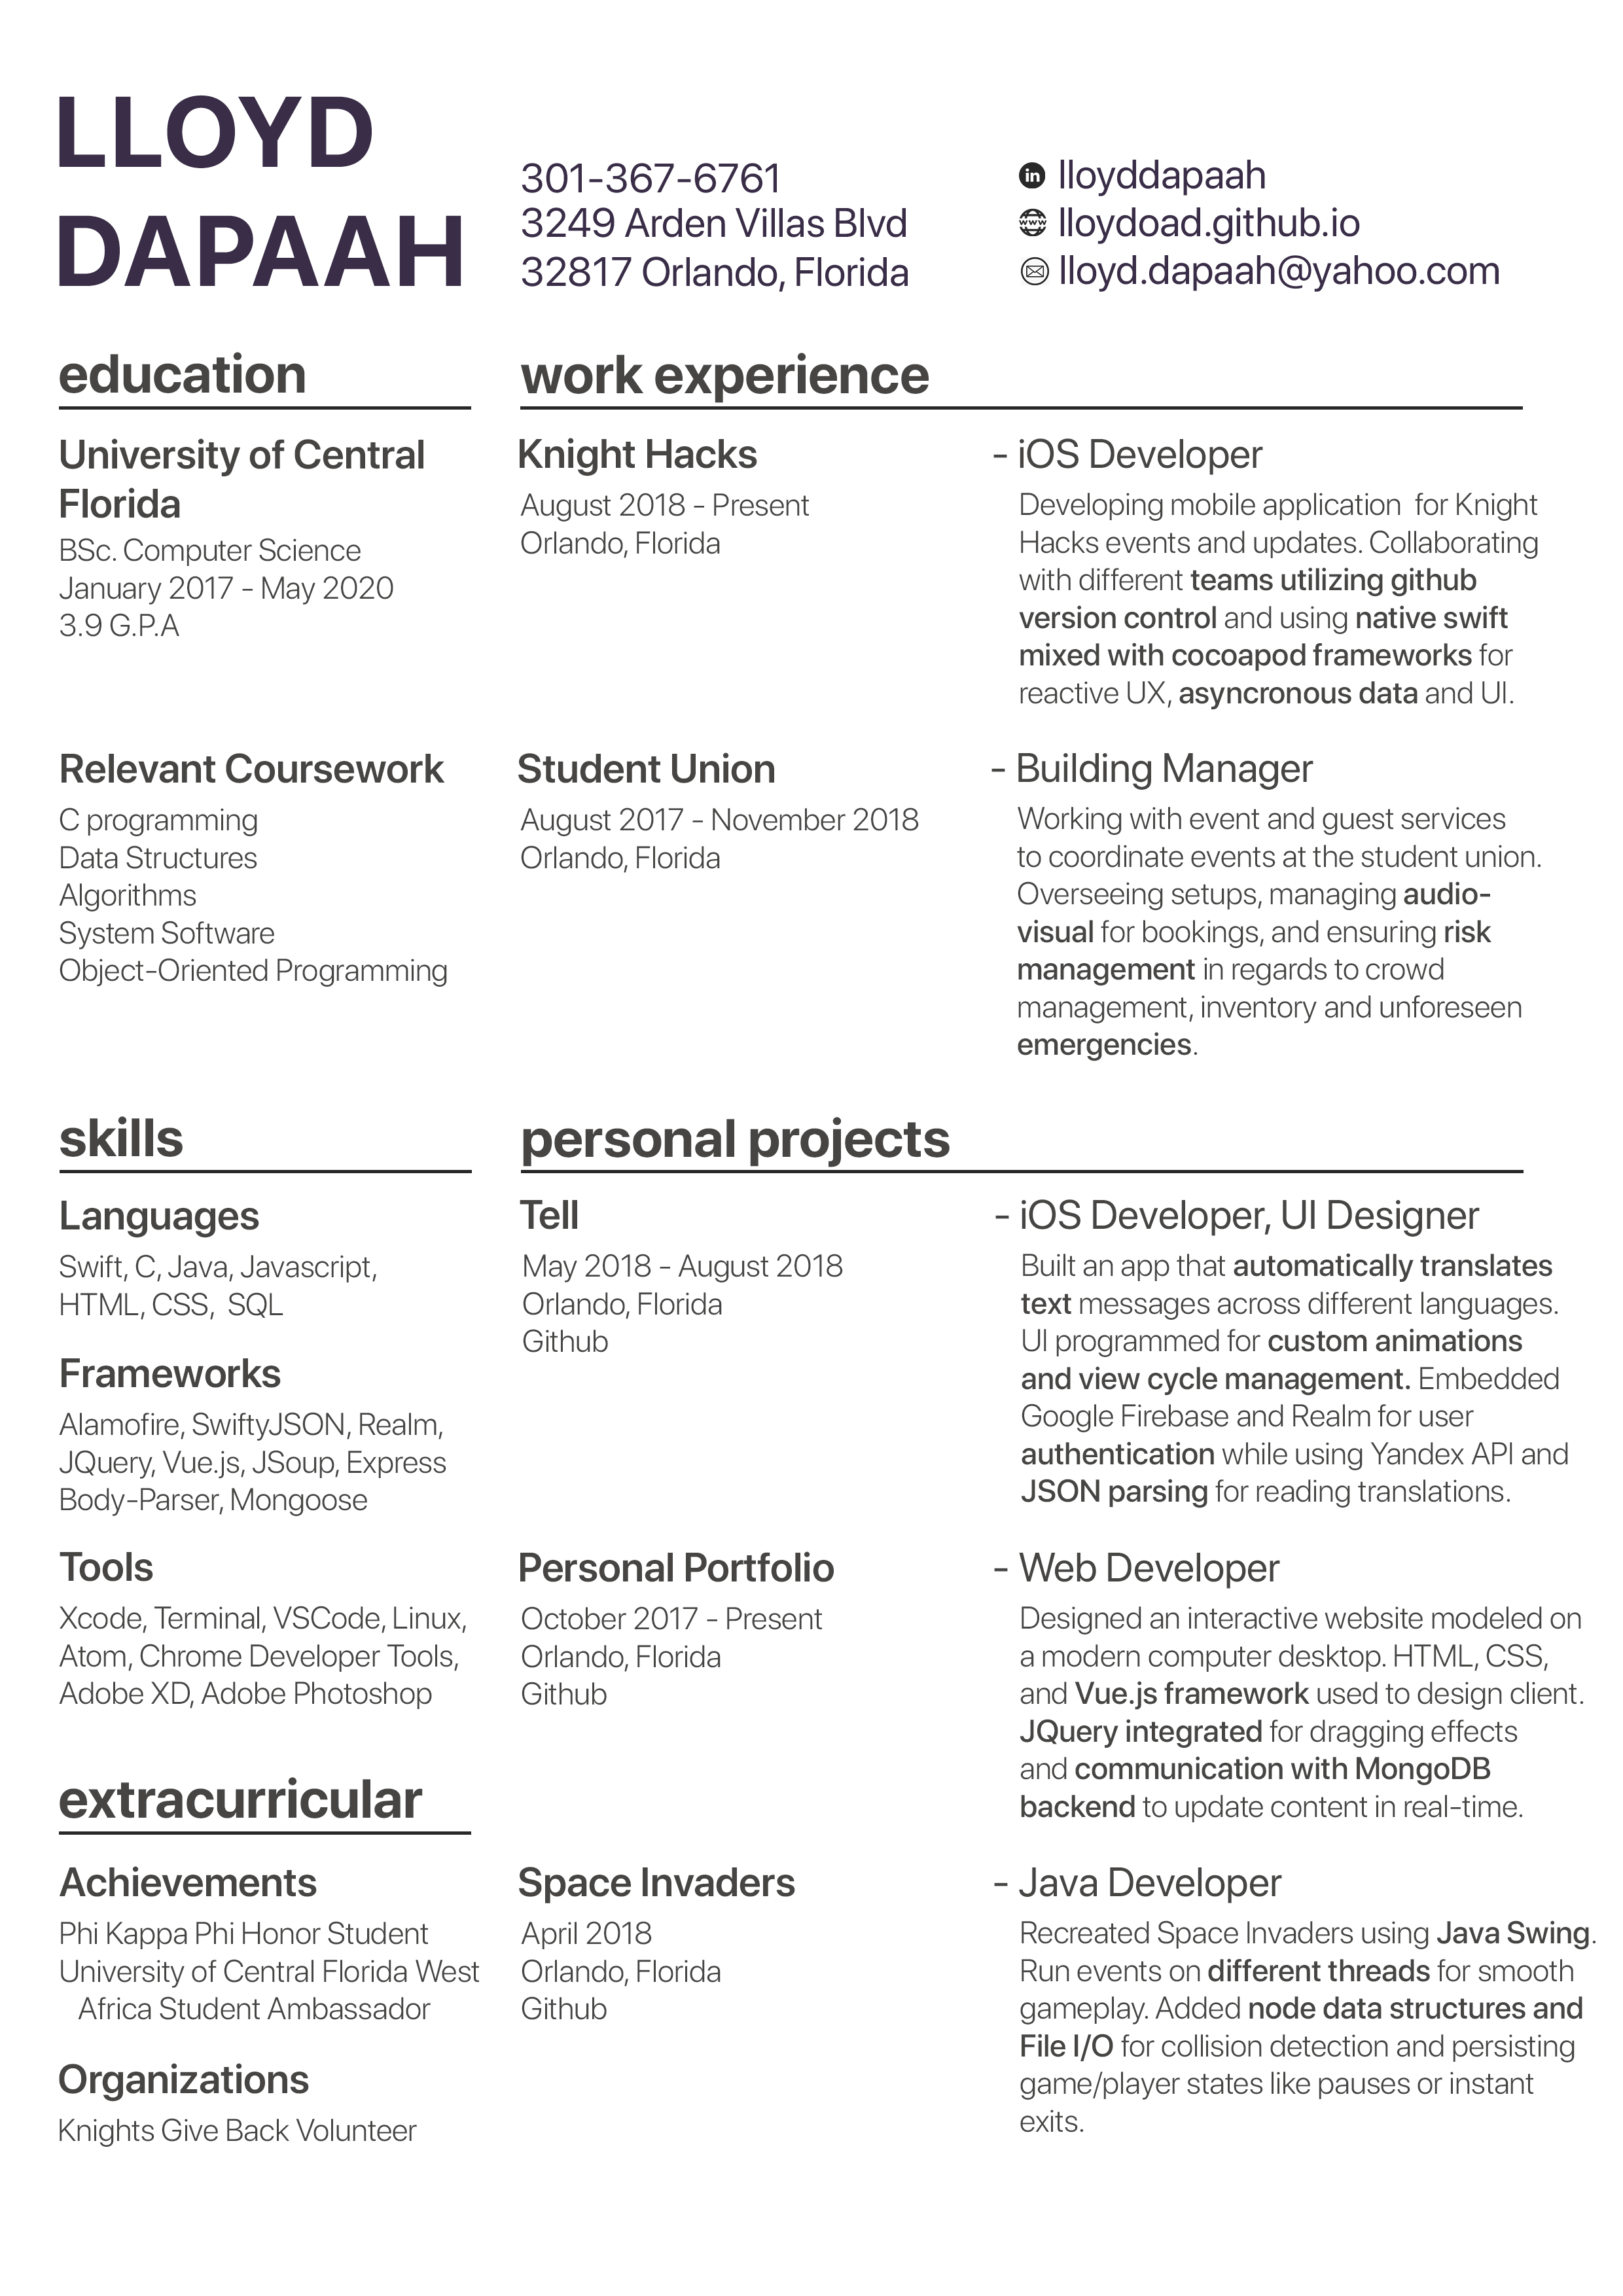 LLOYD
DAPAAH
301-367-6761
3249 Arden Villas Blvd
32817 Orlando, Florida
in lloyddapaah
www lloydoad.github.io
lloyd.dapaah@yahoo.com
education
University of Central
Florida
BSc. Computer Science
January 2017 - May 2020
3.9 G.P.A
Relevant Coursework
C programming
Data Structures
Algorithms
System Software
Object-Oriented Programming
work experience
Knight Hacks
August 2018 - Present
Orlando, Florida
- iOS Developer
Developing mobile application  for Knight
Hacks events and updates. Collaborating
with different teams utilizing github
version control and using native swift
mixed with cocoapod frameworks for
reactive UX, asyncronous data and UI.
Student Union
August 2017 - November 2018
Orlando, Florida
- Building Manager
Working with event and guest services
to coordinate events at the student union.
Overseeing setups, managing audio-
visual for bookings, and ensuring risk
management in regards to crowd
management, inventory and unforeseen
emergencies.
skills
Languages
Swift, C, Java, Javascript,
HTML, CSS,  SQL
Frameworks
Alamofire, SwiftyJSON, Realm,
JQuery, Vue.js, JSoup, Express
Body-Parser, Mongoose
Tools
Xcode, Terminal, VSCode, Linux,
Atom, Chrome Developer Tools,
Adobe XD, Adobe Photoshop
extracurricular
Achievements
Phi Kappa Phi Honor Student
University of Central Florida West
Africa Student Ambassador
Organizations
Knights Give Back Volunteer
personal projects
Tell
May 2018 - August 2018
Orlando, Florida
Github
- iOS Developer, UI Designer
Built an app that automatically translates
text messages across different languages.
UI programmed for custom animations
and view cycle management. Embedded
Google Firebase and Realm for user
authentication while using Yandex API and
JSON parsing for reading translations.
Personal Portfolio
October 2017 - Present
Orlando, Florida
Github
- Web Developer
Designed an interactive website modeled on
a modern computer desktop. HTML, CSS,
and Vue.js framework used to design client.
JQuery integrated for dragging effects
and communication with MongoDB
backend to update content in real-time.
Space Invaders
April 2018
Orlando, Florida
Github
- Java Developer
Recreated Space Invaders using Java Swing.
Run events on different threads for smooth
gameplay. Added node data structures and
File I/O for collision detection and persisting
game/player states like pauses or instant
exits.